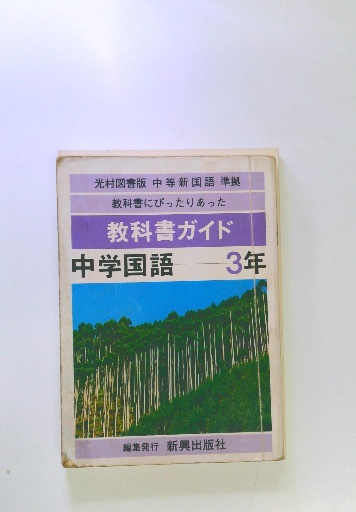 光村図書版 中等新国語 準拠
教科書にぴったりあった
教科書ガイド
中学国語――3年
編集発行 新興出版社